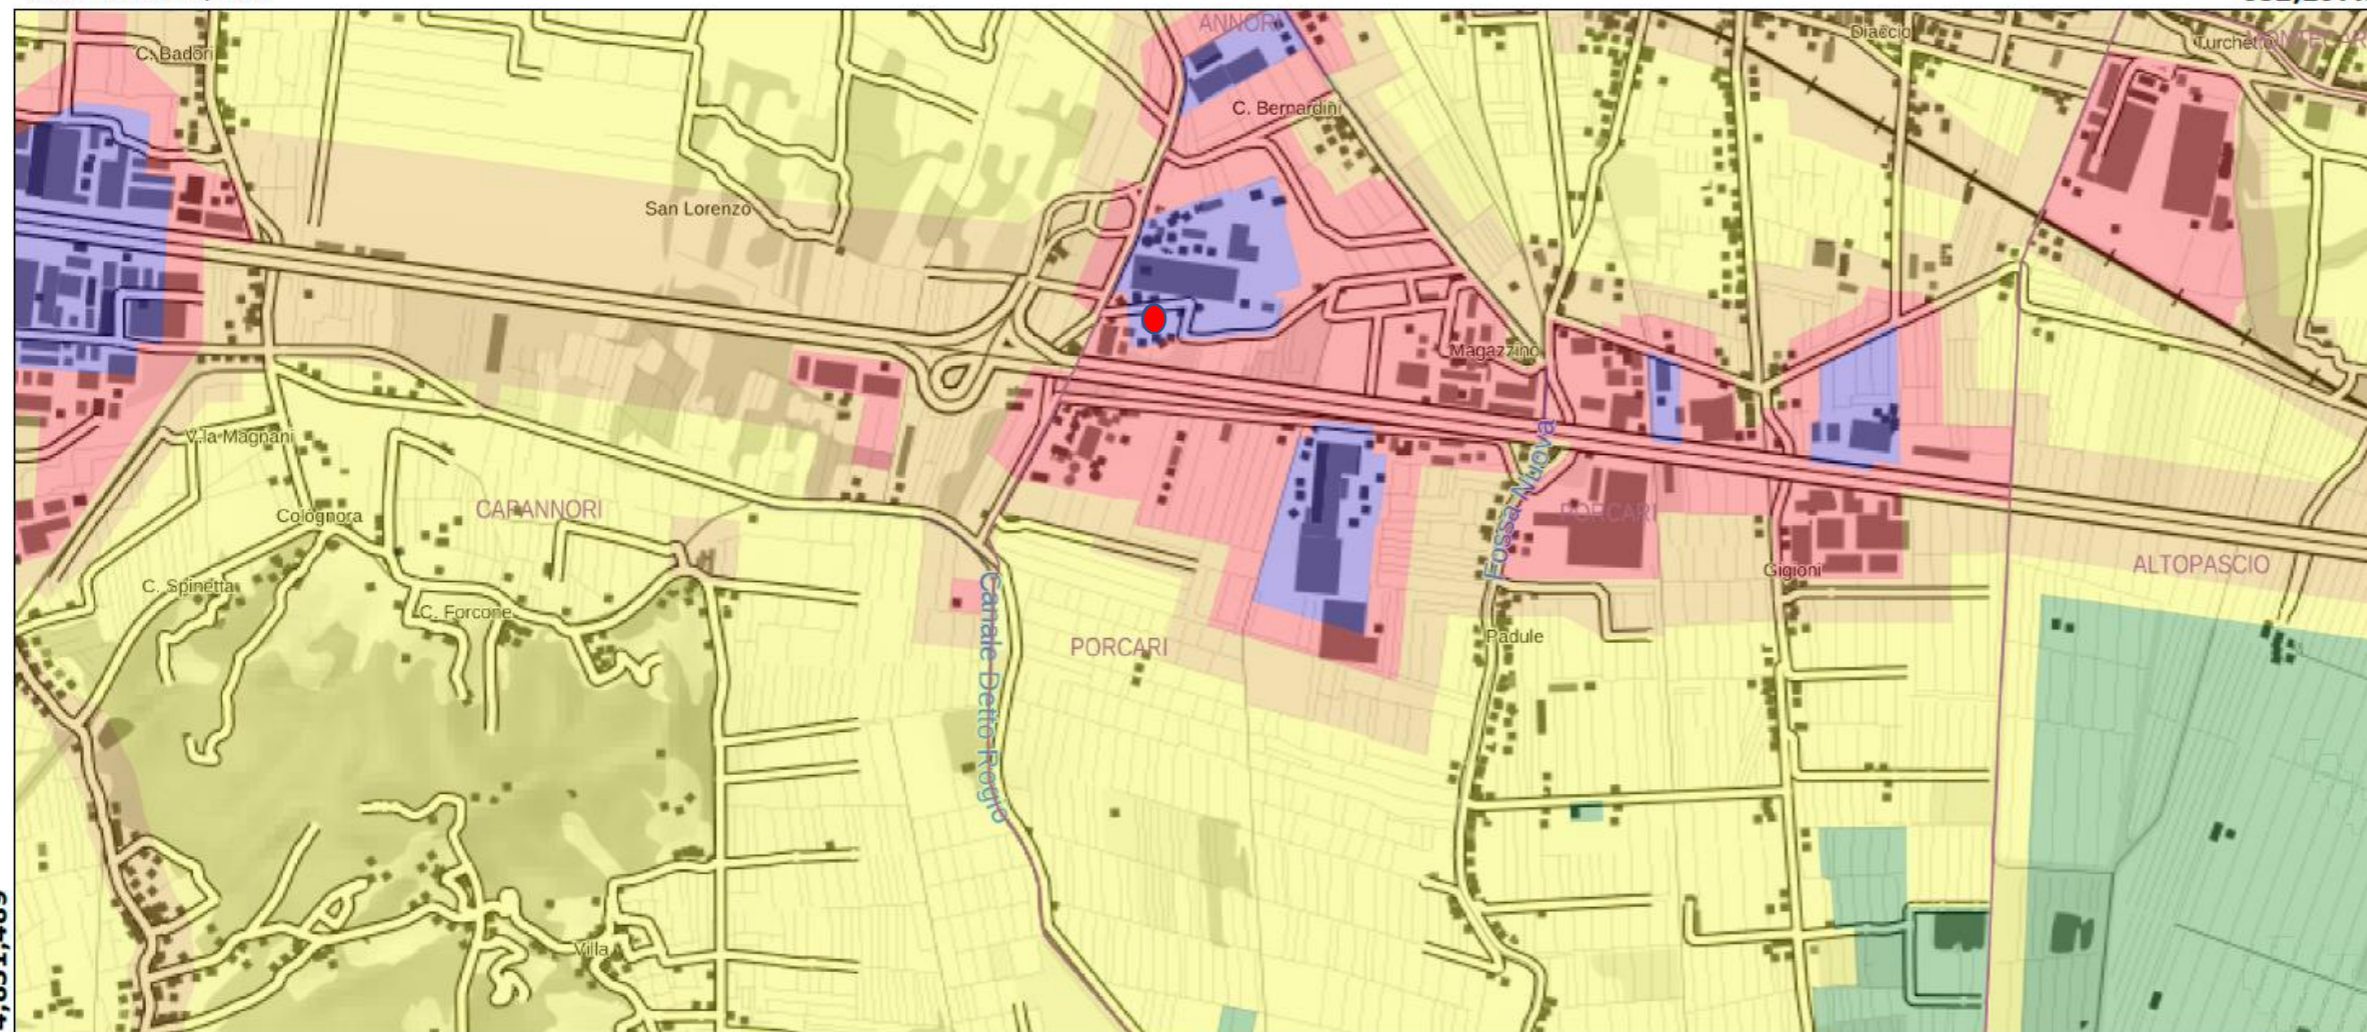 ANNORI
Diaccio
Turchetto
C. Badori
C. Bernardini
San Lorenzo
Magazzino
V.la Magnani
CAPANNORI
Colognora
Fossa Nuova
PORCARI
ALTOPASCIO
Gigioni
C. Spinetta
C. Forcone
Canale Detto Rogio
PORCARI
Padule
Villa